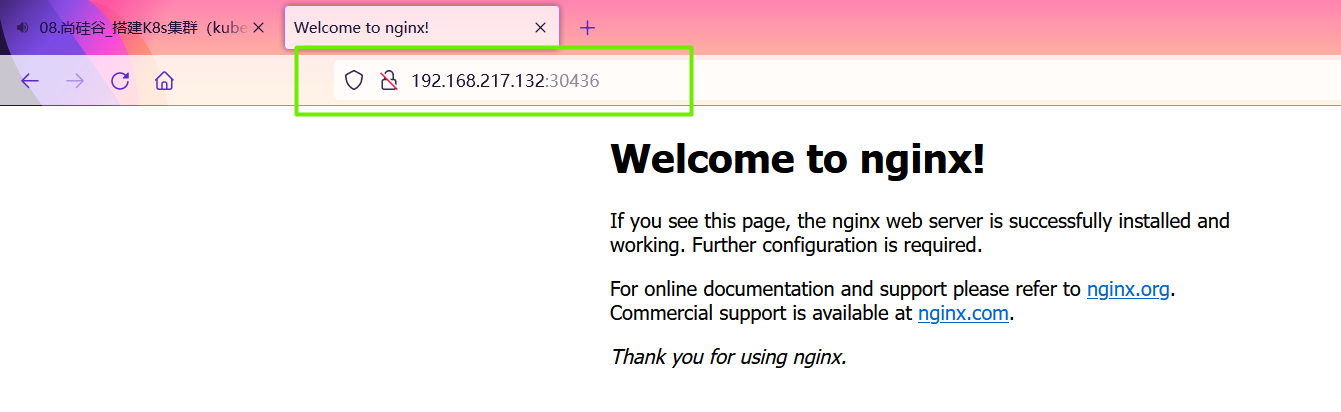 08.尚硅谷_搭建K8s集群（kube
Welcome to nginx!
192.168.217.132:30436
Welcome to nginx!
If you see this page, the nginx web server is successfully installed and
working. Further configuration is required.
For online documentation and support please refer to nginx.org.
Commercial support is available at nginx.com.
Thank you for using nginx.